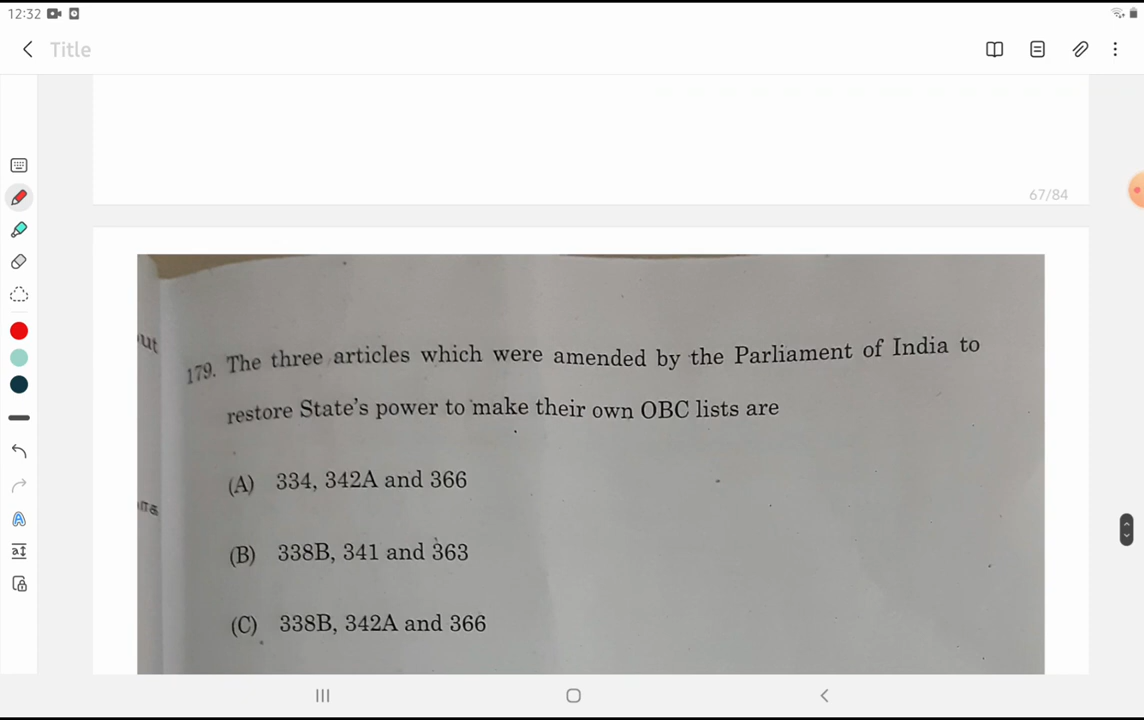 12:32
Title
67/84
ut
179. The three articles which were amended by the Parliament of India to
restore State's power to make their own OBC lists are
(A) 334, 342A and 366
ாக
(B) 338B, 341 and 363
(C) 338B, 342A and 366